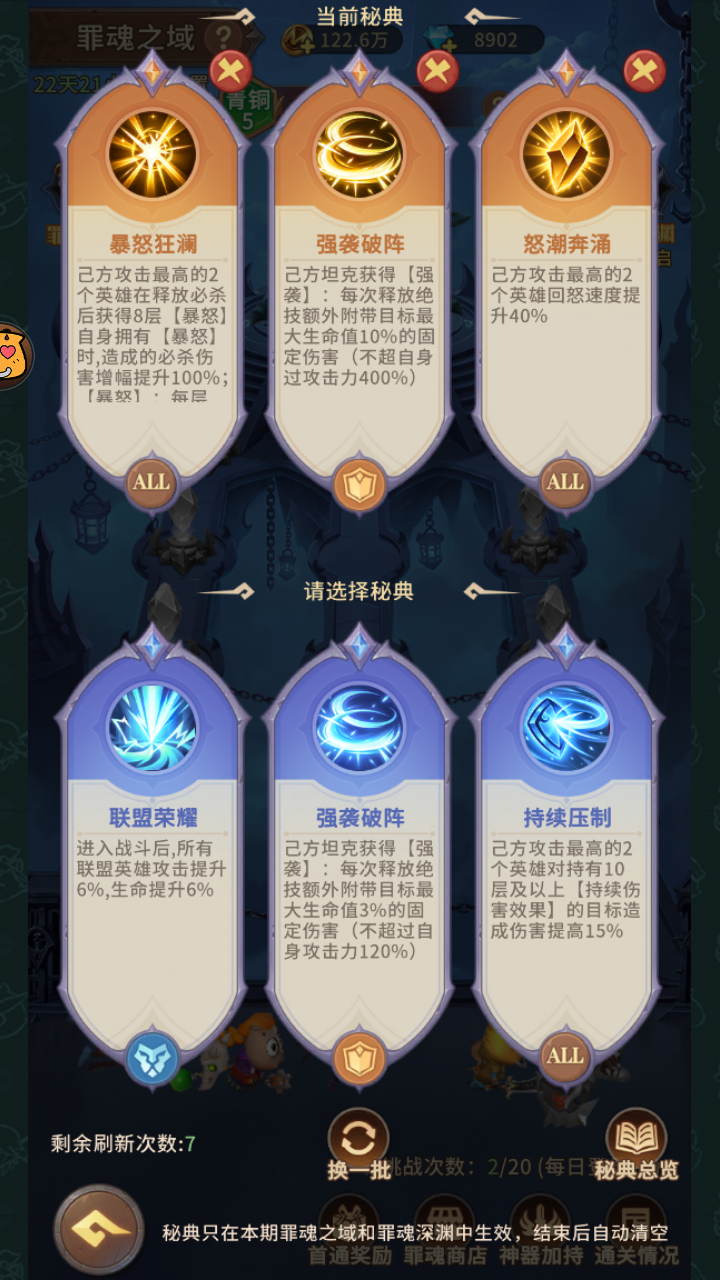 当前秘典
罪魂之域 ? 122.6万 8902
22天21
青铜
5
暴怒狂澜
己方攻击最高的2
个英雄在释放必杀
后获得8层【暴怒】
自身拥有【暴怒】
时,造成的必杀伤
害增幅提升100%;
【暴怒】：每层
ALL
强袭破阵
己方坦克获得【强
袭】：每次释放绝
技额外附带目标最
大生命值10%的固
定伤害（不超自身
过攻击力400%）
怒潮奔涌
己方攻击最高的2
个英雄回怒速度提
升40%
ALL
请选择秘典
联盟荣耀
进入战斗后,所有
联盟英雄攻击提升
6%,生命提升6%
强袭破阵
己方坦克获得【强
袭】：每次释放绝
技额外附带目标最
大生命值3%的固
定伤害（不超过自
身攻击力120%）
持续压制
己方攻击最高的2
个英雄对持有10
层及以上【持续伤
害效果】的目标造
成伤害提高15%
ALL
剩余刷新次数:7
换一批
挑战次数：2/20 (每日
秘典总览
秘典只在本期罪魂之域和罪魂深渊中生效，结束后自动清空
首通奖励 罪魂商店 神器加持 通关情况